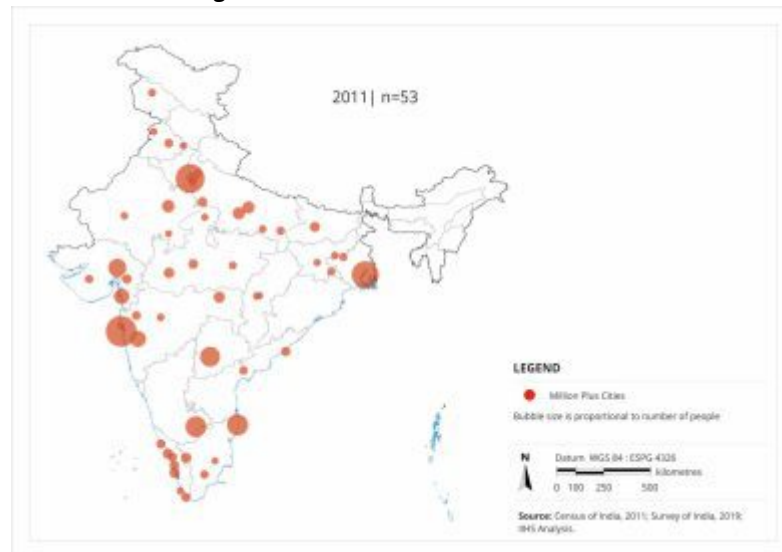 2011| n=53
LEGEND
Million Plus Cities
Bubble size is proportional to number of people
N
Datum WGS 84 : ESPG 4326
kilometres
0 100 250 500
Source: Census of India, 2011; Survey of India, 2019;
IIHS Analysis.